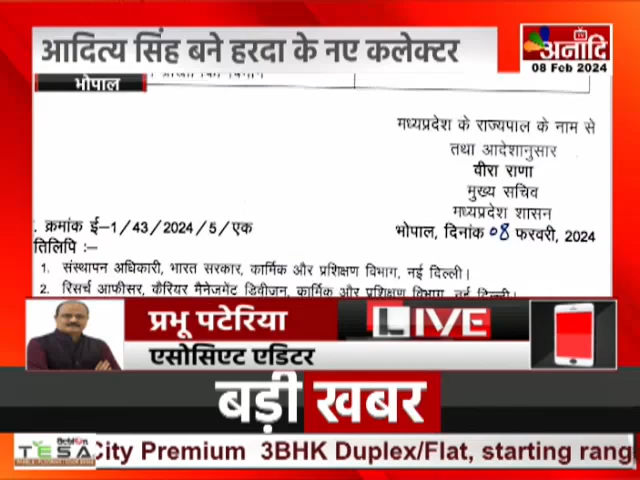 आदित्य सिंह बने हरदा के नए कलेक्टर
अनादि
TV
08 Feb 2024
भोपाल
मध्यप्रदेश के राज्यपाल के नाम से
तथा आदेशानुसार
वीरा राणा
मुख्य सचिव
मध्यप्रदेश शासन
. क्रमांक ई-1/43/2024/5/एक
भोपाल, दिनांक 08 फरवरी, 2024
तिलिपि :–
1. संस्थापन अधिकारी, भारत सरकार, कार्मिक और प्रशिक्षण विभाग, नई दिल्ली।
2. रिसर्च आफीसर, कैरियर मैनेजमेंट डिवीजन, कार्मिक और प्रशिक्षण विभाग, नई दिल्ली।
प्रभू पटेरिया
LIVE
एसोसिएट एडिटर
बड़ी खबर
TESA
City Premium 3BHK Duplex/Flat, starting rang